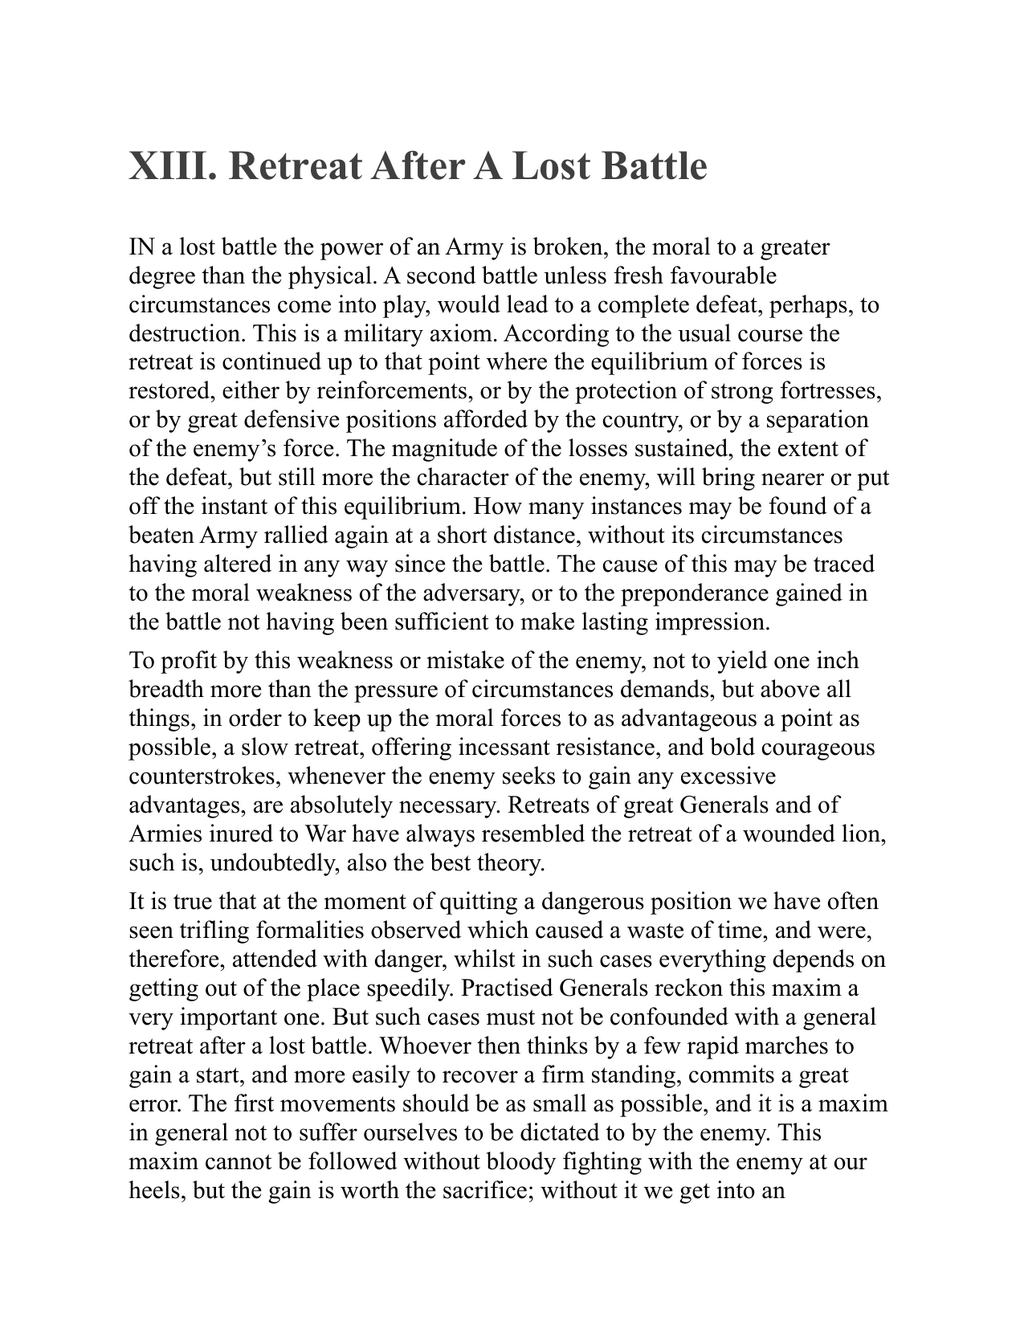 XIII. Retreat After A Lost Battle
IN a lost battle the power of an Army is broken, the moral to a greater
degree than the physical. A second battle unless fresh favourable
circumstances come into play, would lead to a complete defeat, perhaps, to
destruction. This is a military axiom. According to the usual course the
retreat is continued up to that point where the equilibrium of forces is
restored, either by reinforcements, or by the protection of strong fortresses,
or by great defensive positions afforded by the country, or by a separation
of the enemy’s force. The magnitude of the losses sustained, the extent of
the defeat, but still more the character of the enemy, will bring nearer or put
off the instant of this equilibrium. How many instances may be found of a
beaten Army rallied again at a short distance, without its circumstances
having altered in any way since the battle. The cause of this may be traced
to the moral weakness of the adversary, or to the preponderance gained in
the battle not having been sufficient to make lasting impression.
To profit by this weakness or mistake of the enemy, not to yield one inch
breadth more than the pressure of circumstances demands, but above all
things, in order to keep up the moral forces to as advantageous a point as
possible, a slow retreat, offering incessant resistance, and bold courageous
counterstrokes, whenever the enemy seeks to gain any excessive
advantages, are absolutely necessary. Retreats of great Generals and of
Armies inured to War have always resembled the retreat of a wounded lion,
such is, undoubtedly, also the best theory.
It is true that at the moment of quitting a dangerous position we have often
seen trifling formalities observed which caused a waste of time, and were,
therefore, attended with danger, whilst in such cases everything depends on
getting out of the place speedily. Practised Generals reckon this maxim a
very important one. But such cases must not be confounded with a general
retreat after a lost battle. Whoever then thinks by a few rapid marches to
gain a start, and more easily to recover a firm standing, commits a great
error. The first movements should be as small as possible, and it is a maxim
in general not to suffer ourselves to be dictated to by the enemy. This
maxim cannot be followed without bloody fighting with the enemy at our
heels, but the gain is worth the sacrifice; without it we get into an